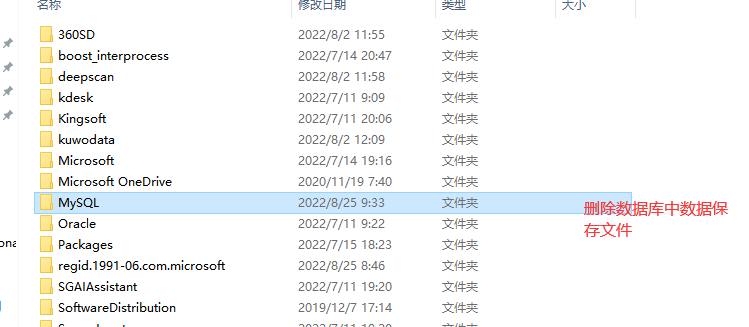 名称 修改日期 类型 大小
360SD 2022/8/2 11:55 文件夹
boost_interprocess 2022/7/14 20:47 文件夹
deepscan 2022/8/2 11:58 文件夹
kdesk 2022/7/11 9:09 文件夹
Kingsoft 2022/7/11 20:06 文件夹
kuwodata 2022/8/2 12:09 文件夹
Microsoft 2022/7/14 19:16 文件夹
Microsoft OneDrive 2020/11/19 7:40 文件夹
MySQL 2022/8/25 9:33 文件夹
删除数据库中数据保
存文件
Oracle 2022/7/11 9:22 文件夹
Packages 2022/7/15 18:23 文件夹
regid.1991-06.com.microsoft 2022/8/25 8:46 文件夹
SGAIAssistant 2022/7/11 19:20 文件夹
SoftwareDistribution 2019/12/7 17:14 文件夹